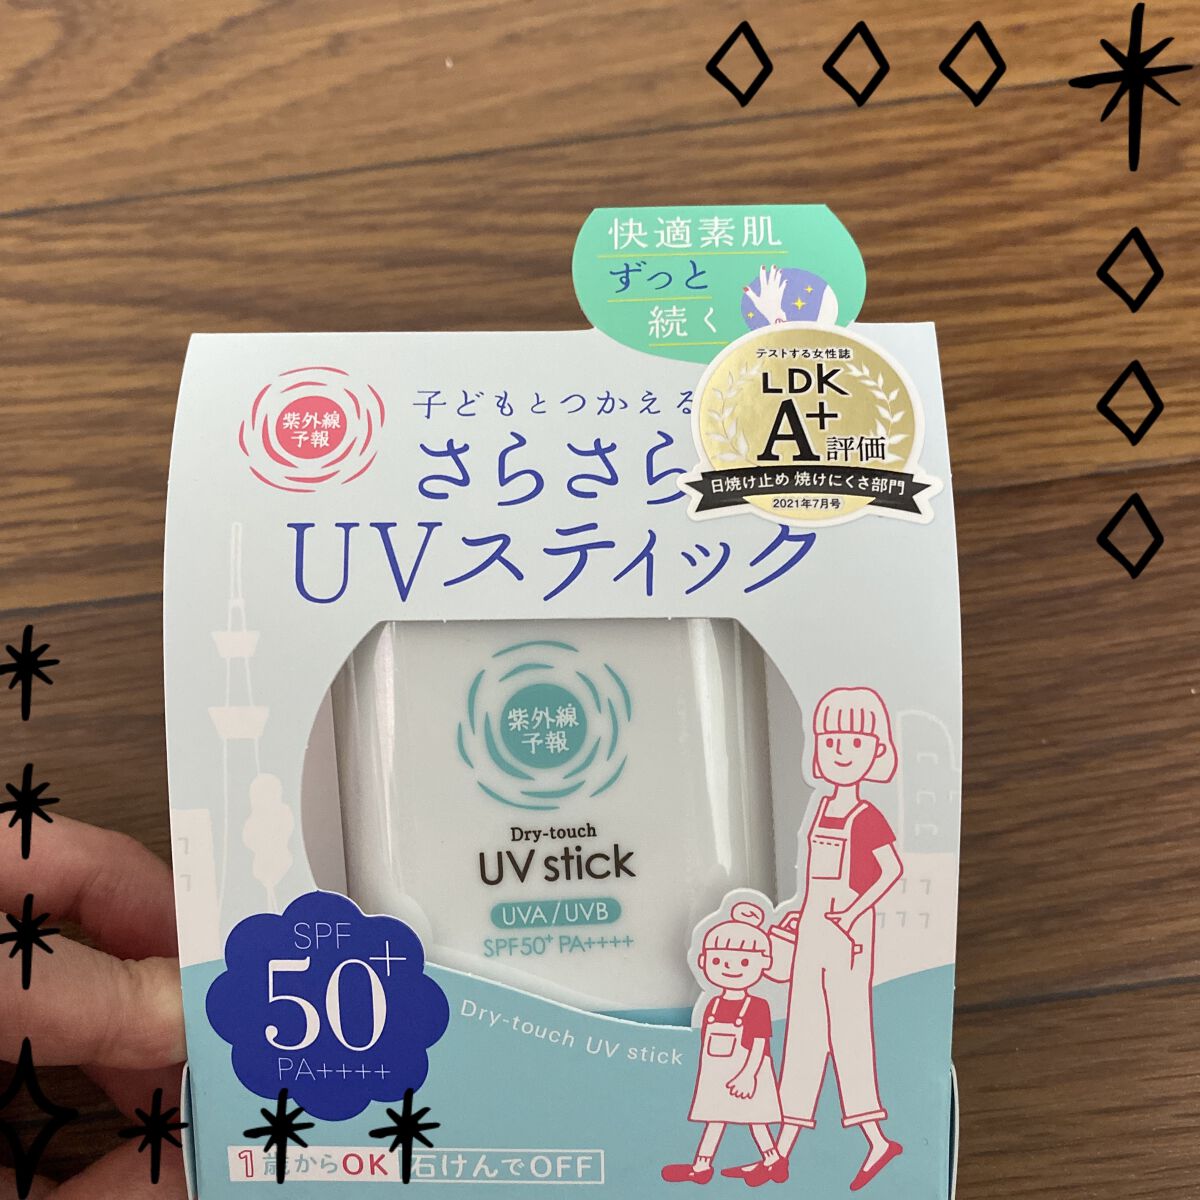 快適素肌
ずっと
続く
テストする女性誌
LDK
A+評価
日焼け止め 焼けにくさ部門
2021年7月号
紫外線
予報
子どもとつかえる
さらさら
UVスティック
紫外線
予報
Dry-touch
UV stick
UVA/UVB
SPF50+ PA++++
SPF
50+
PA++++
Dry-touch UV stick
1歳からOK 石けんでOFF